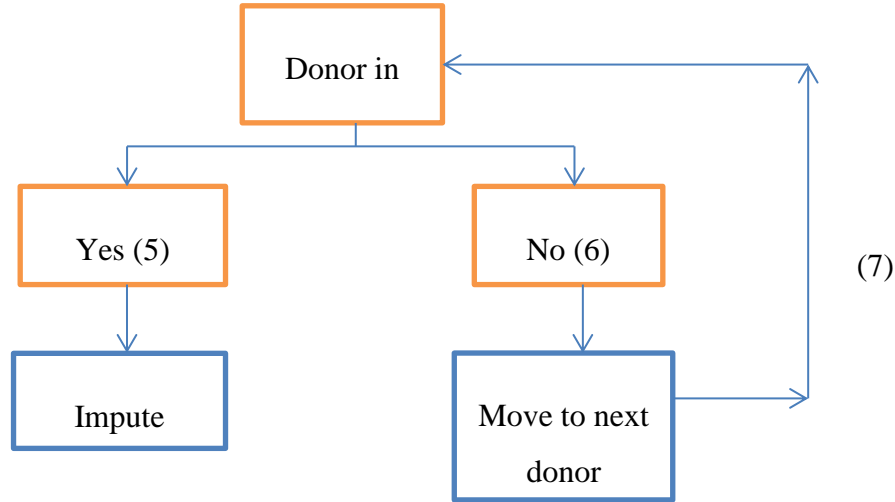 Donor in
Yes (5)
No (6)
(7)
Impute
Move to next
donor